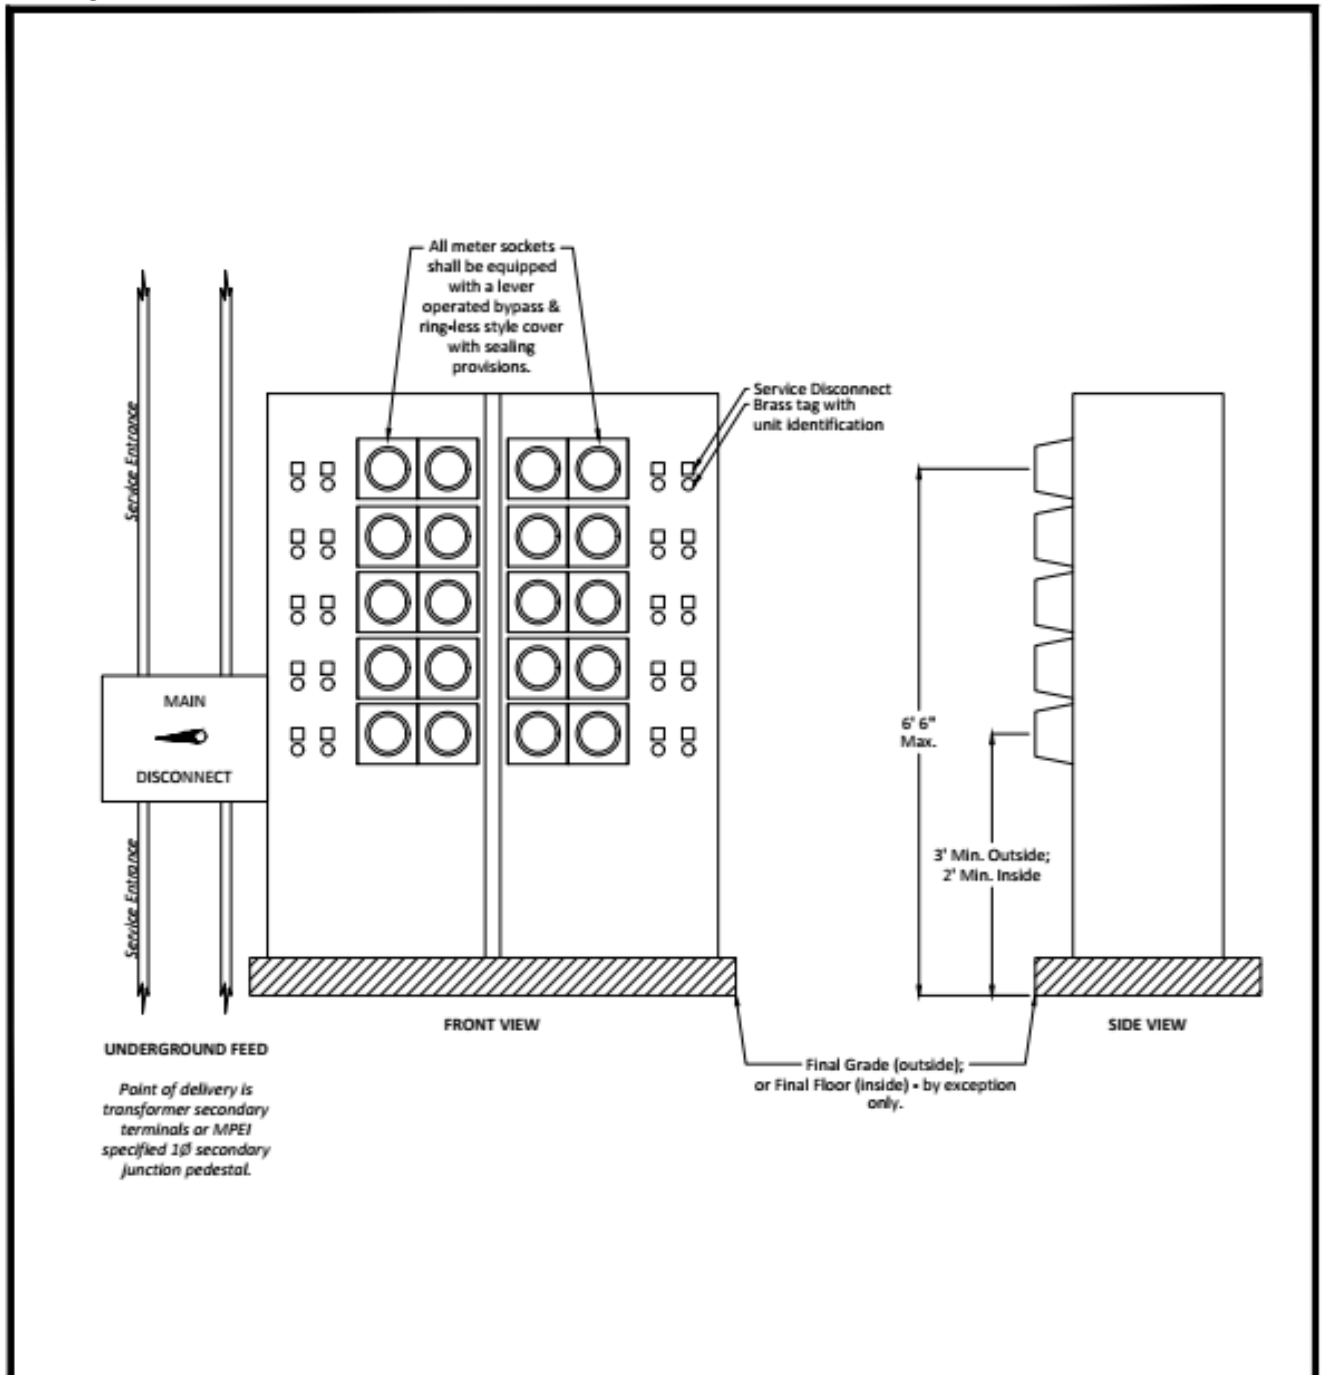 All meter sockets
shall be equipped
with a lever
operated bypass &
ring-less style cover
with sealing
provisions.
Service Disconnect
Brass tag with
unit identification
Service Entrance
MAIN
DISCONNECT
Service Entrance
6' 6"
Max.
3' Min. Outside;
2' Min. Inside
FRONT VIEW
SIDE VIEW
UNDERGROUND FEED
Point of delivery is
transformer secondary
terminals or MPEI
specified 1Ø secondary
junction pedestal.
Final Grade (outside);
or Final Floor (inside) - by exception
only.